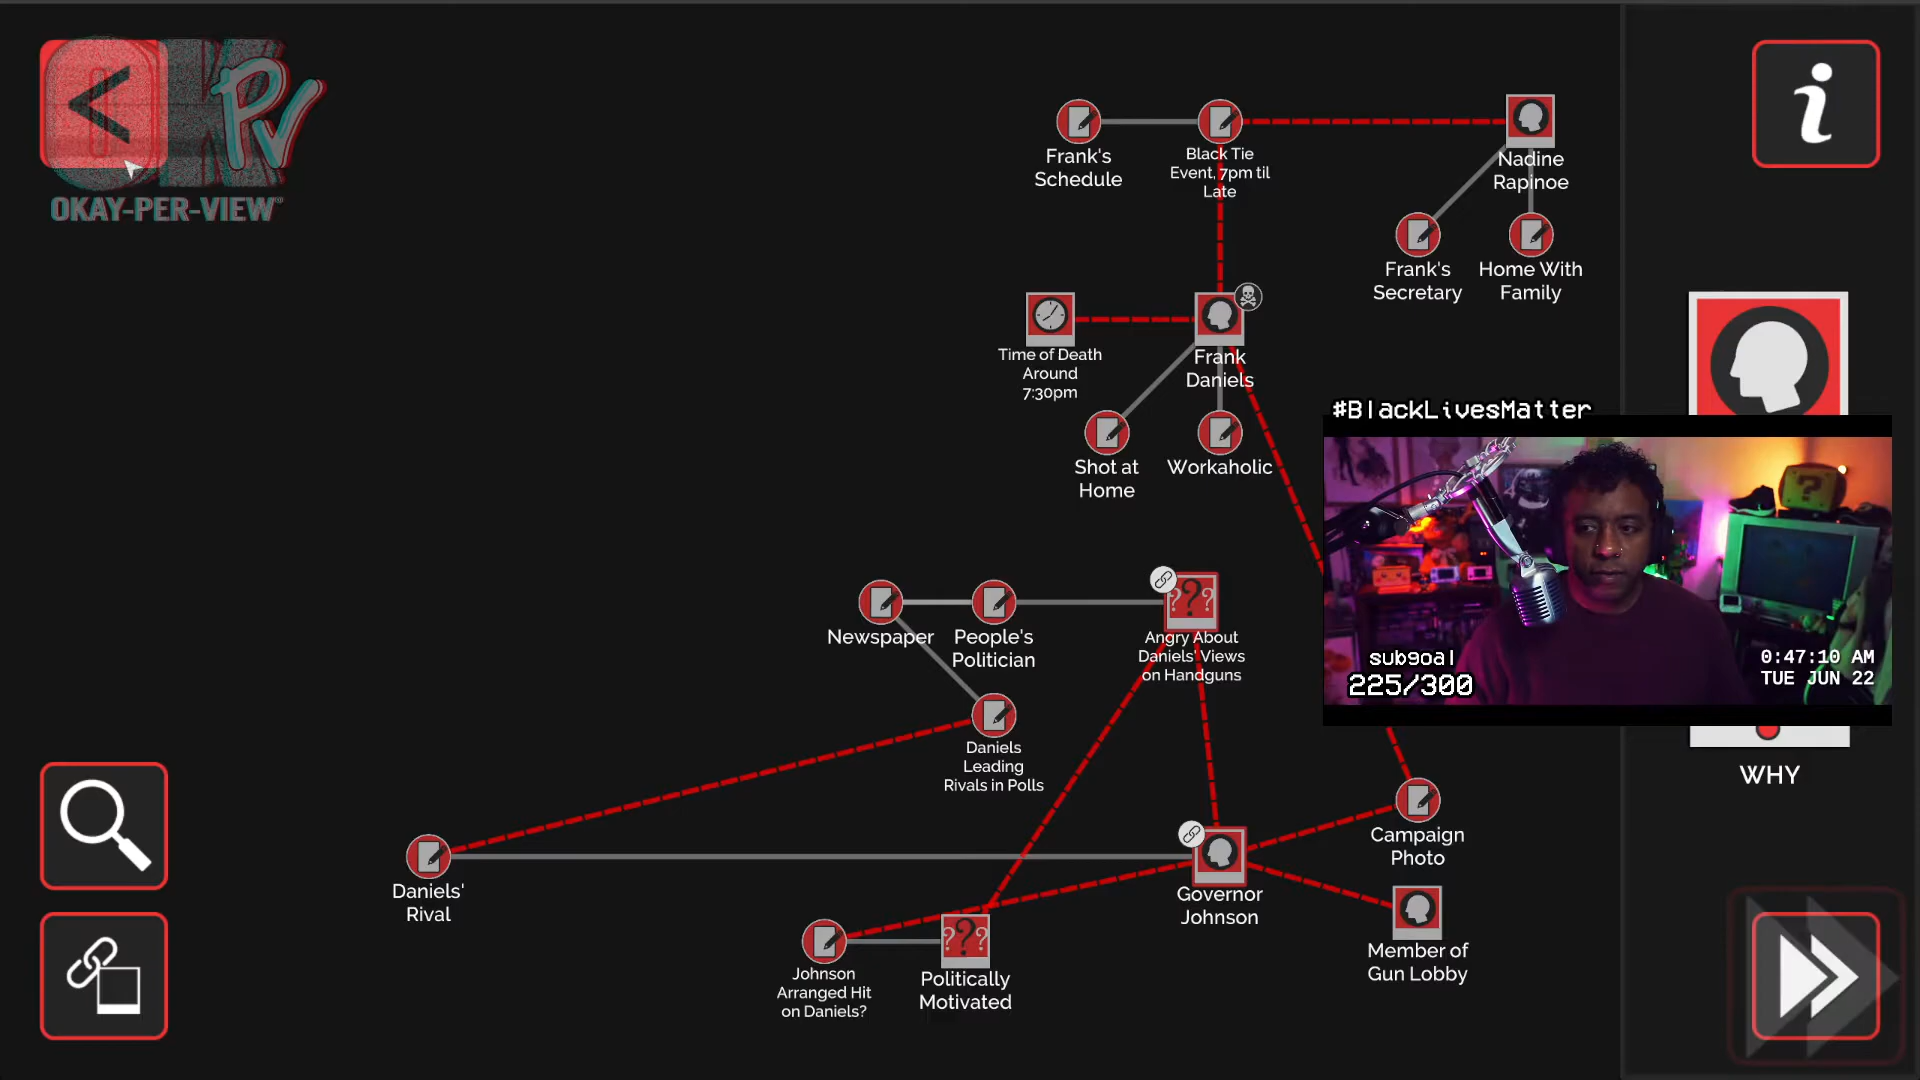 OK
PV
OKAY-PER-VIEW
Frank's
Schedule
Black Tie
Event, 7pm til
Late
Nadine
Rapinoe
Frank's
Secretary
Home With
Family
Time of Death
Around
7:30pm
Frank
Daniels
Shot at
Home
Workaholic
#BlackLivesMatter
subgoal
225/300
0:47:10 AM
TUE JUN 22
Newspaper
People's
Politician
Angry About
Daniels' Views
on Handguns
Daniels
Leading
Rivals in Polls
WHY
Daniels'
Rival
Governor
Johnson
Campaign
Photo
Member of
Gun Lobby
Johnson
Arranged Hit
on Daniels?
Politically
Motivated